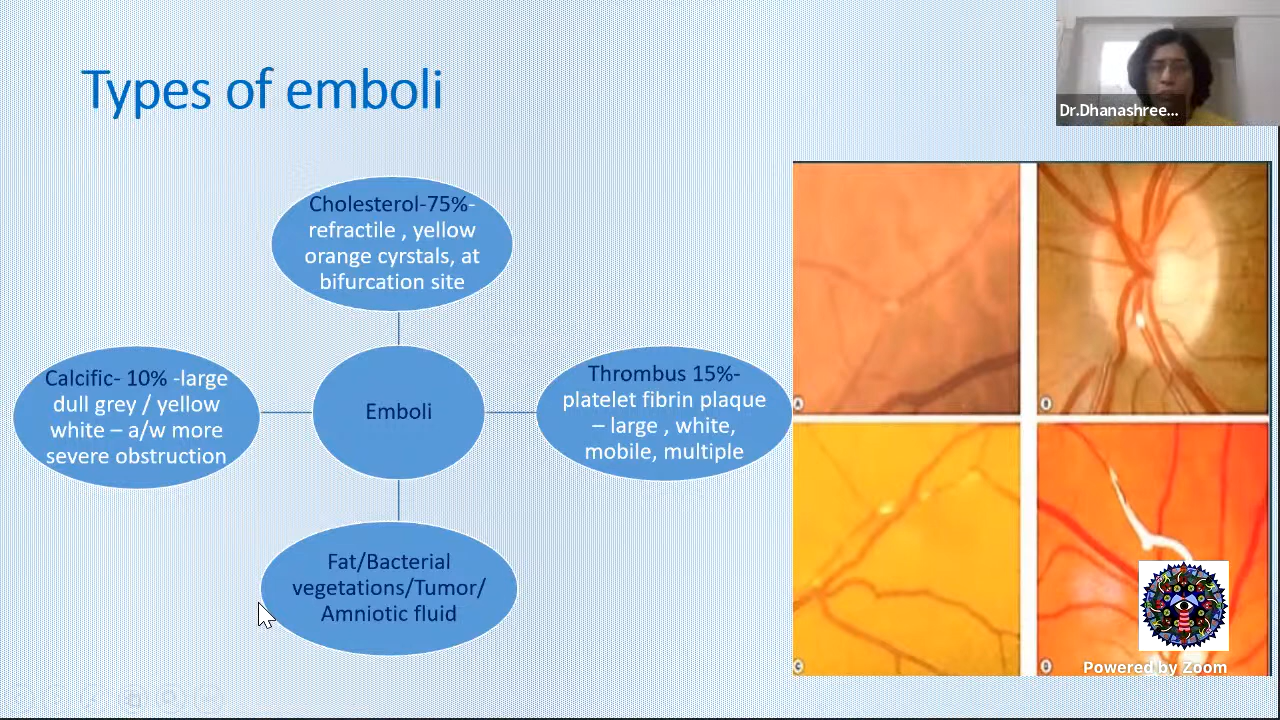 Types of emboli
Dr.Dhanashree...
Cholesterol-75%-
refractile , yellow
orange cyrstals, at
bifurcation site
Calcific- 10% -large
dull grey / yellow
white – a/w more
severe obstruction
Emboli
Thrombus 15%-
platelet fibrin plaque
– large , white,
mobile, multiple
Fat/Bacterial
vegetations/Tumor/
Amniotic fluid
A
C
Powered by Zoom